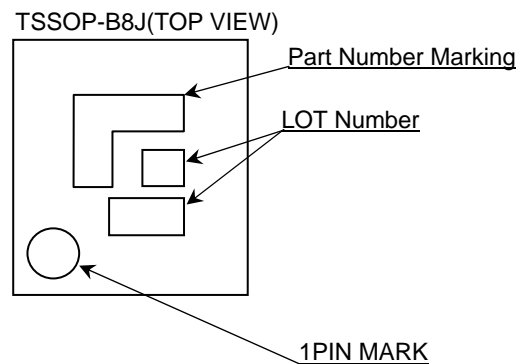 TSSOP-B8J(TOP VIEW)
Part Number Marking
LOT Number
1PIN MARK